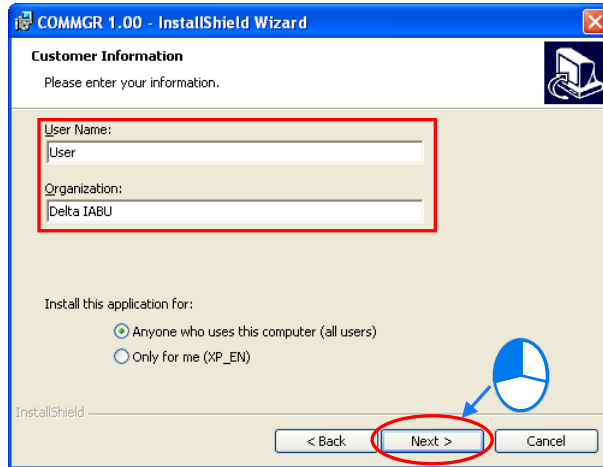 COMMGR 1.00 - InstallShield Wizard
Customer Information
Please enter your information.
User Name:
User
Organization:
Delta IABU
Install this application for:
Anyone who uses this computer (all users)
Only for me (XP_EN)
InstallShield
< Back Next > Cancel